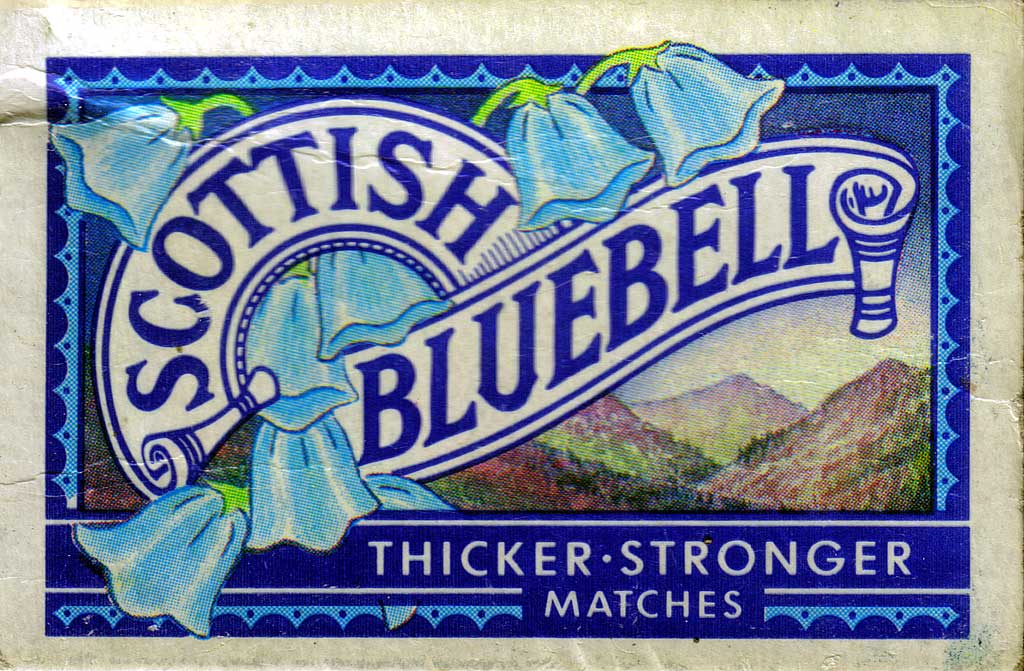 SCOTTISH
BLUEBELL
THICKER·STRONGER
MATCHES